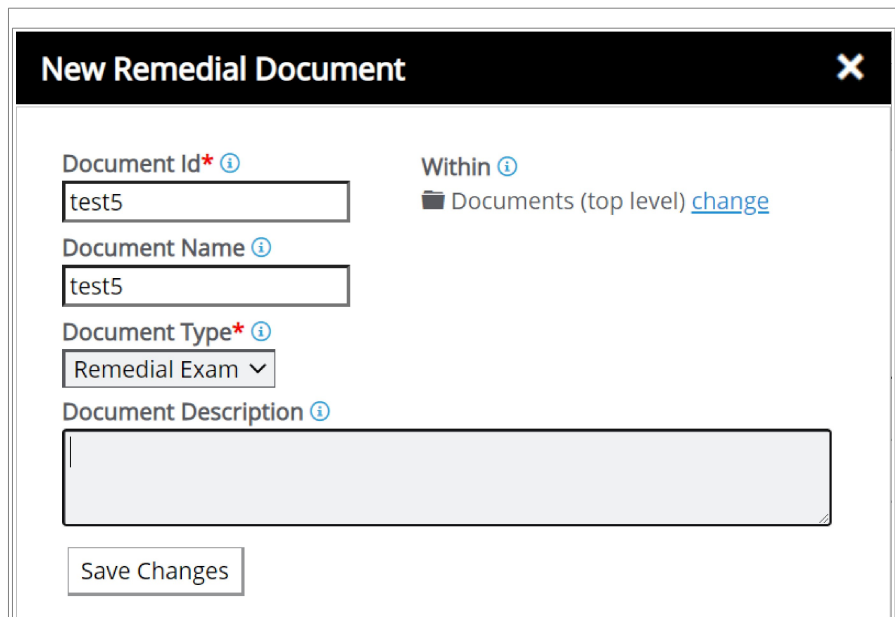 New Remedial Document
Document Id*
test5
Within
Documents (top level) change
Document Name
test5
Document Type*
Remedial Exam
Document Description
Save Changes